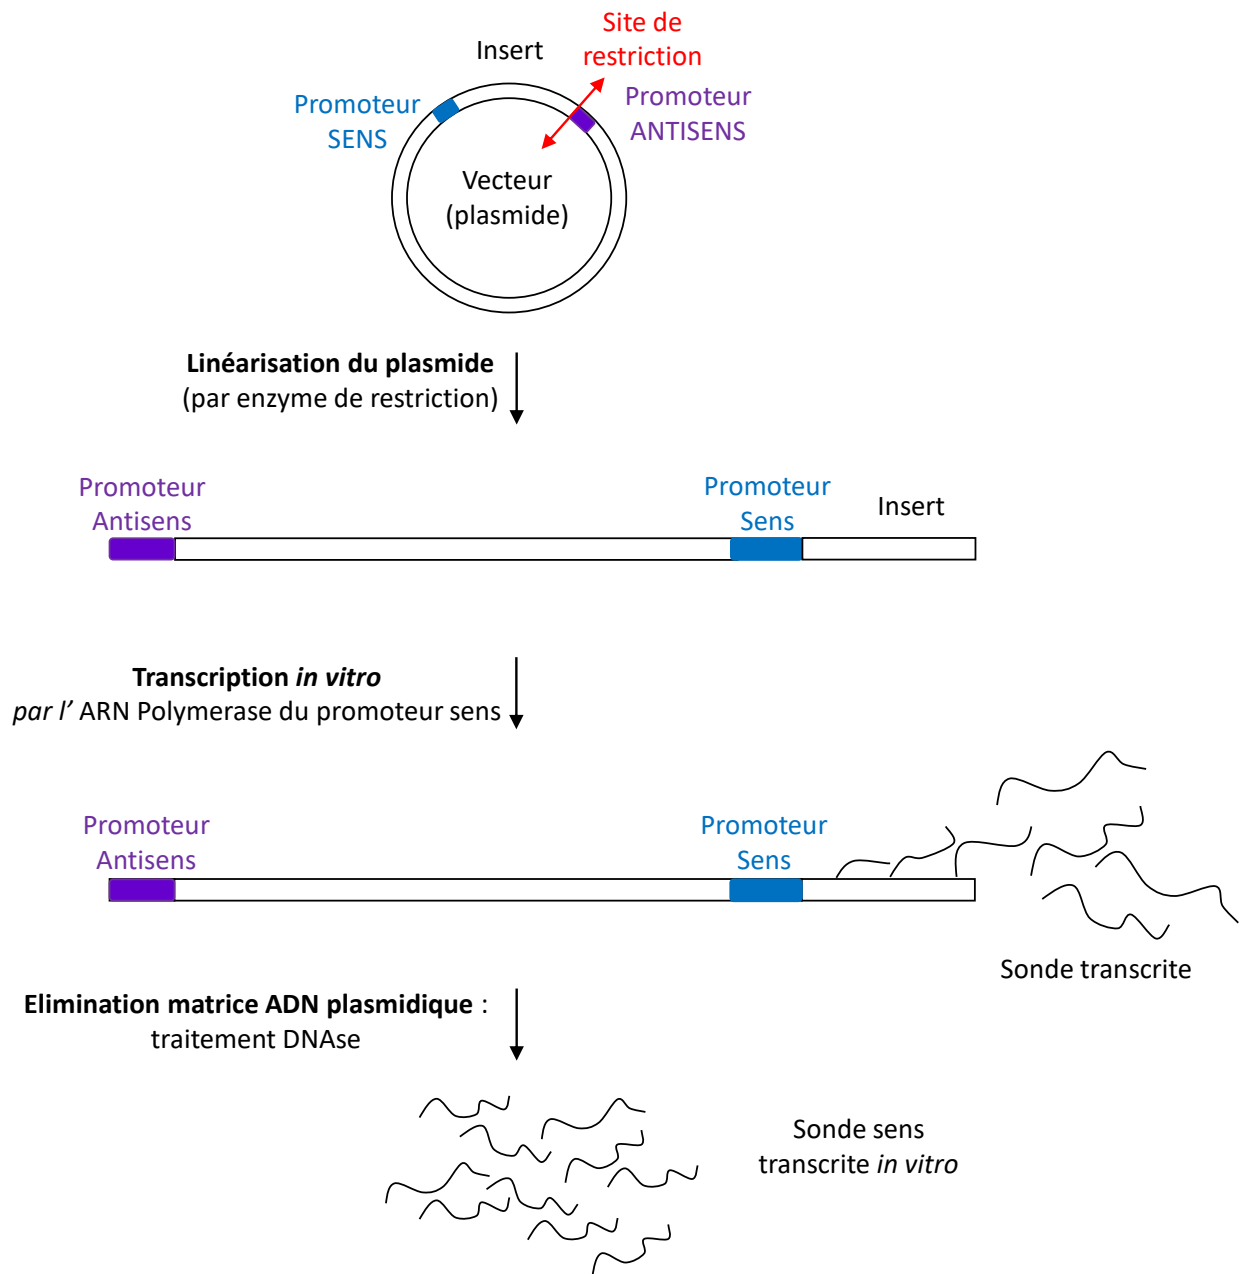 Site de
restriction
Insert
Promoteur
SENS
Promoteur
ANTISENS
Vecteur
(plasmide)
Linéarisation du plasmide
(par enzyme de restriction)
Promoteur
Antisens
Promoteur
Sens
Insert
Transcription in vitro
par l’ ARN Polymerase du promoteur sens
Promoteur
Antisens
Promoteur
Sens
Sonde transcrite
Elimination matrice ADN plasmidique :
traitement DNAse
Sonde sens
transcrite in vitro